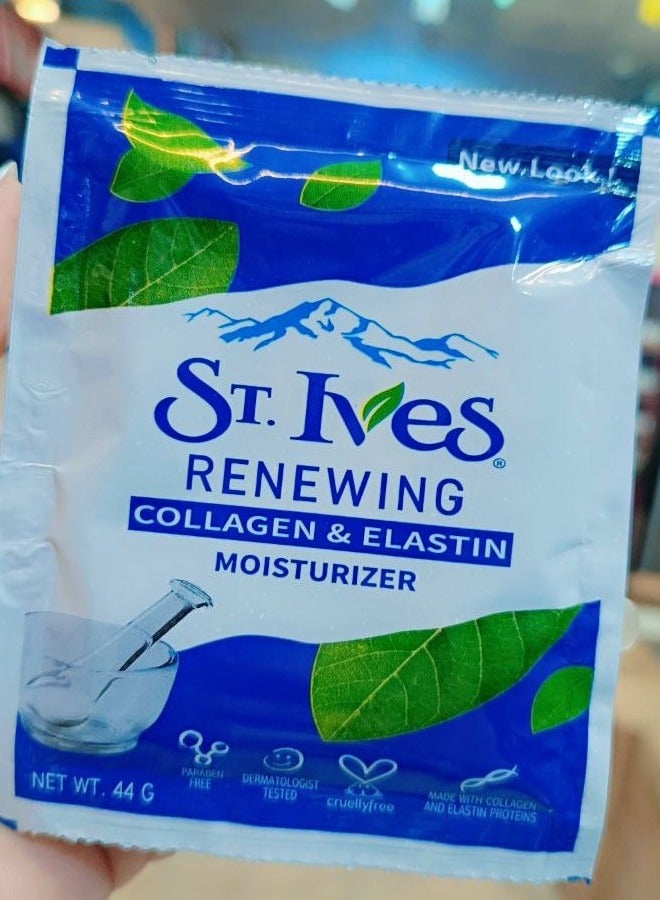 New Look!
ST. IVES®
RENEWING
COLLAGEN & ELASTIN
MOISTURIZER
NET WT. 44 G
PARABEN
FREE
DERMATOLOGIST
TESTED
crueltyfree
MADE WITH COLLAGEN
AND ELASTIN PROTEINS